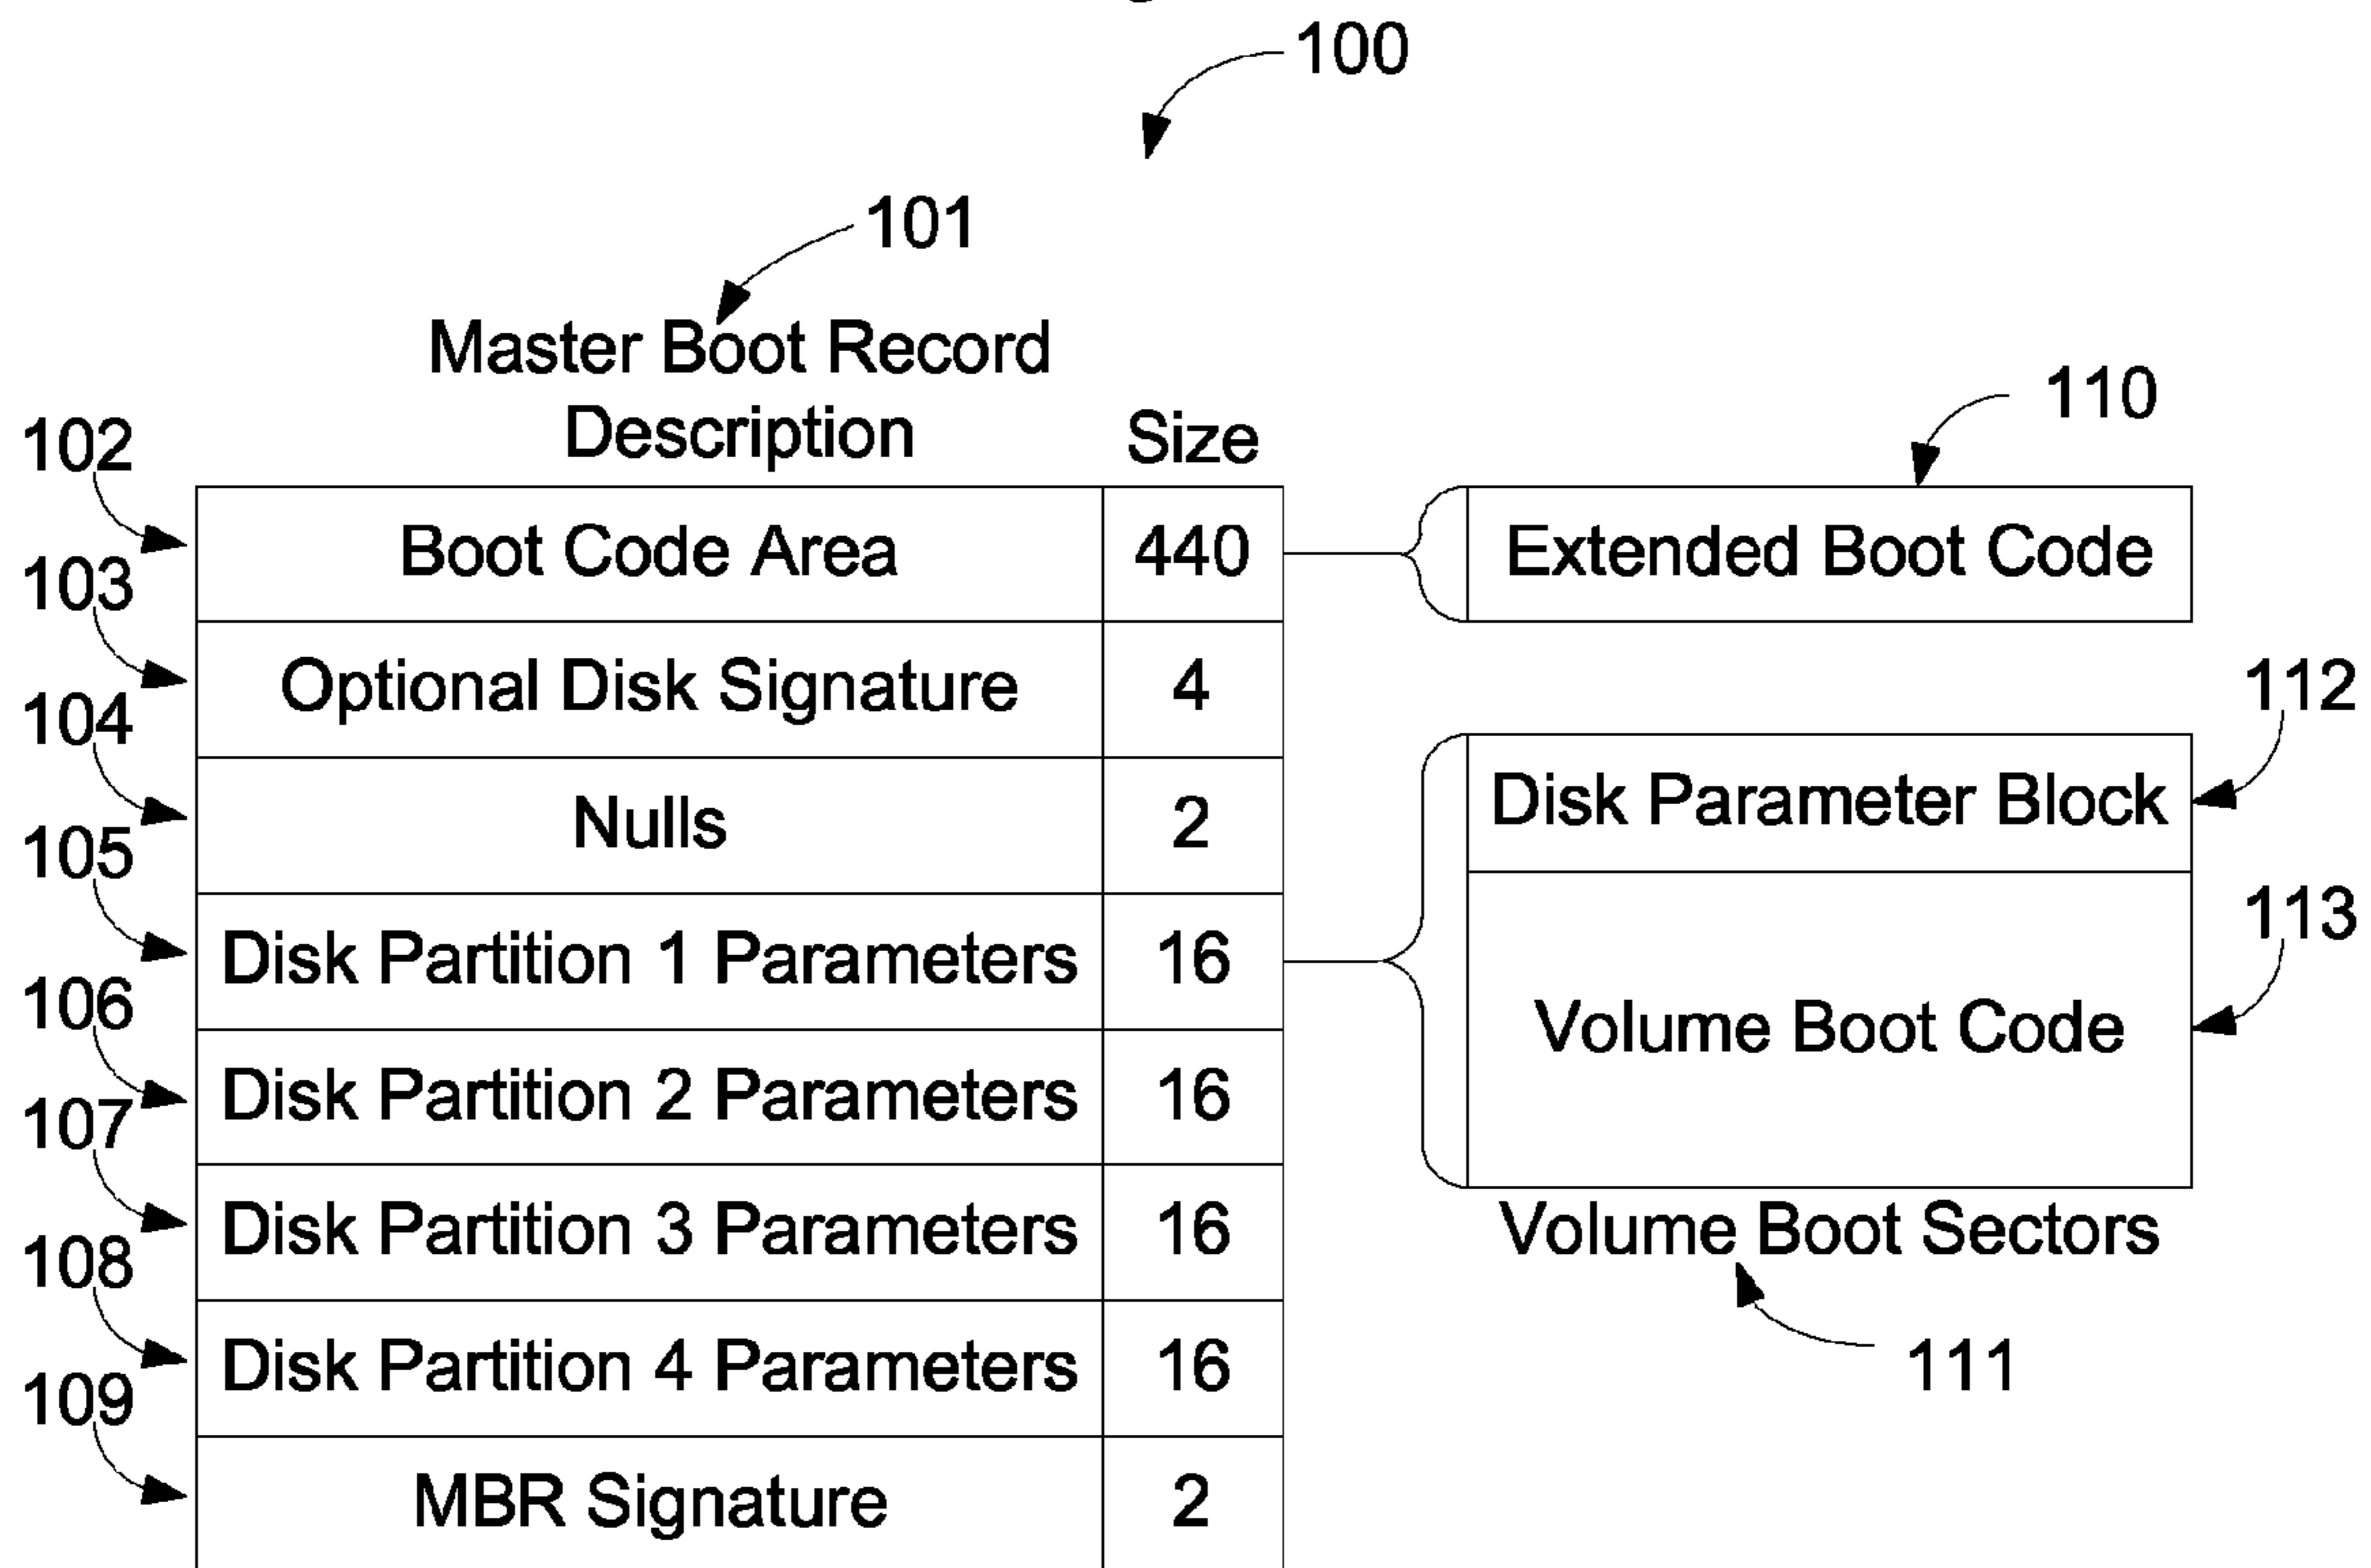 100
101
Master Boot Record
Description
Size
110
102
Boot Code Area 440
Extended Boot Code
103
Optional Disk Signature 4
112
104
Nulls 2
Disk Parameter Block
105
113
Disk Partition 1 Parameters 16
Volume Boot Code
106
Disk Partition 2 Parameters 16
107
Disk Partition 3 Parameters 16
Volume Boot Sectors
108
111
Disk Partition 4 Parameters 16
109
MBR Signature 2